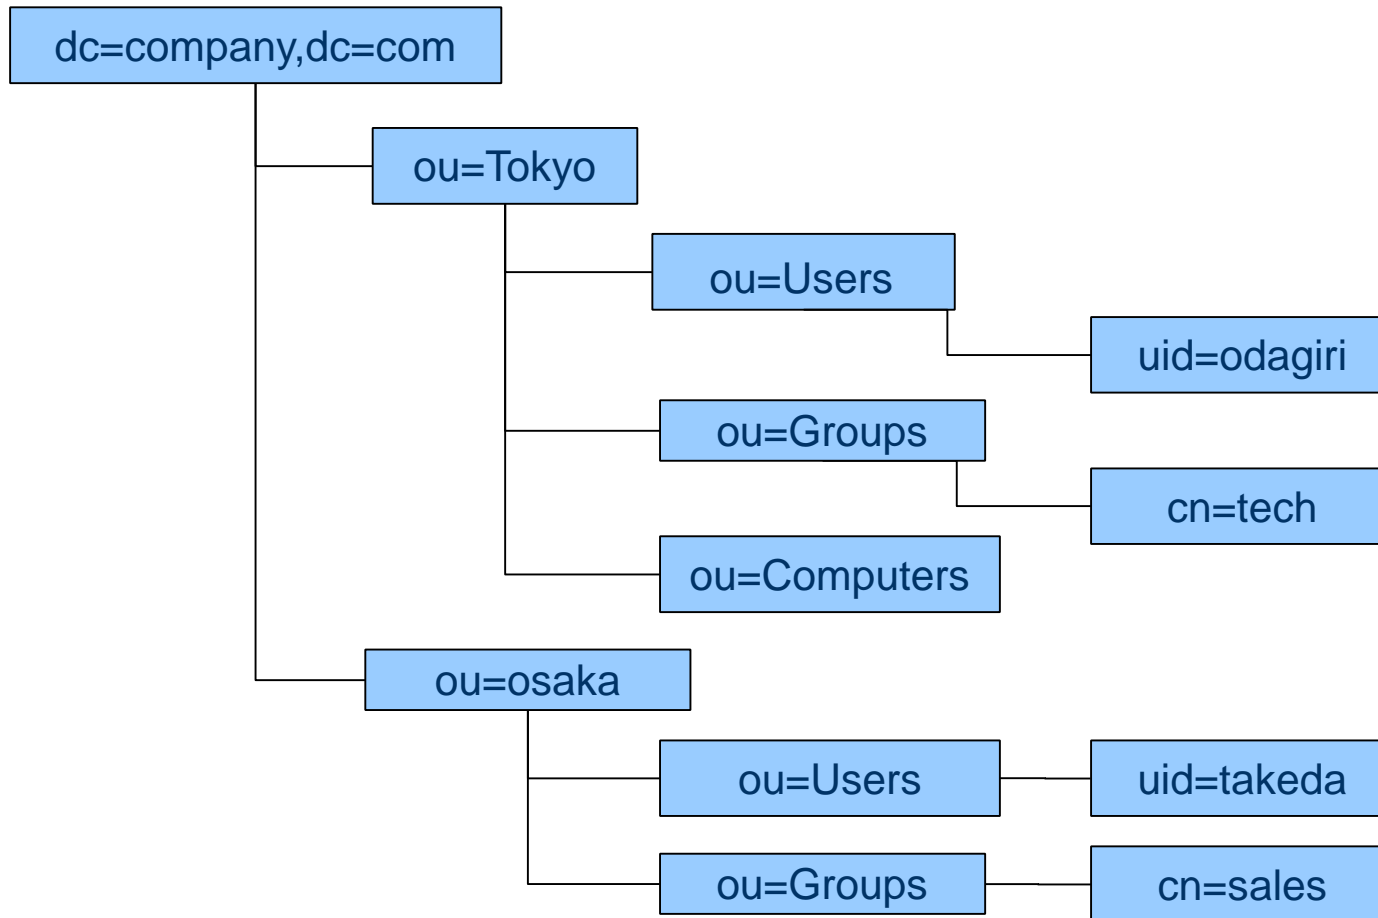 dc=company,dc=com
ou=Tokyo
ou=Users
uid=odagiri
ou=Groups
cn=tech
ou=Computers
ou=osaka
ou=Users
uid=takeda
ou=Groups
cn=sales